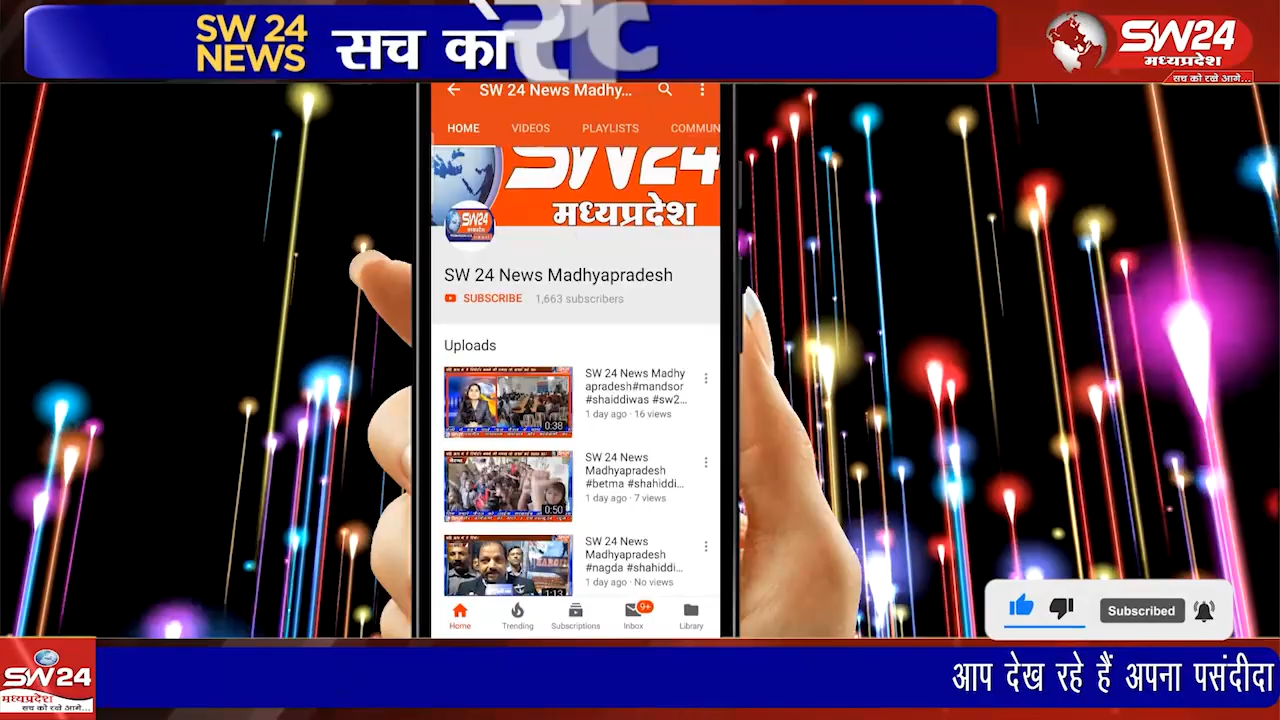 SW 24
NEWS
सच को
SW24
मध्यप्रदेश
सच को रखे आगे...
SW 24 News Madhy...
HOME VIDEOS PLAYLISTS COMMUN
SW24
मध्यप्रदेश
SW24
SW 24 News Madhyapradesh
SUBSCRIBE 1,663 subscribers
Uploads
SW 24 News Madhy
apradesh#mandsor
#shaiddiwas #sw2...
1 day ago · 16 views
0:38
SW 24 News
Madhyapradesh
#betma #shahiddi...
1 day ago · 7 views
0:50
SW 24 News
Madhyapradesh
#nagda #shahiddi...
1 day ago · No views
1:13
9+
Home Trending Subscriptions Inbox Library
Subscribed
SW24
मध्यप्रदेश
सच को रखे आगे...
आप देख रहे हैं अपना पसंदीदा